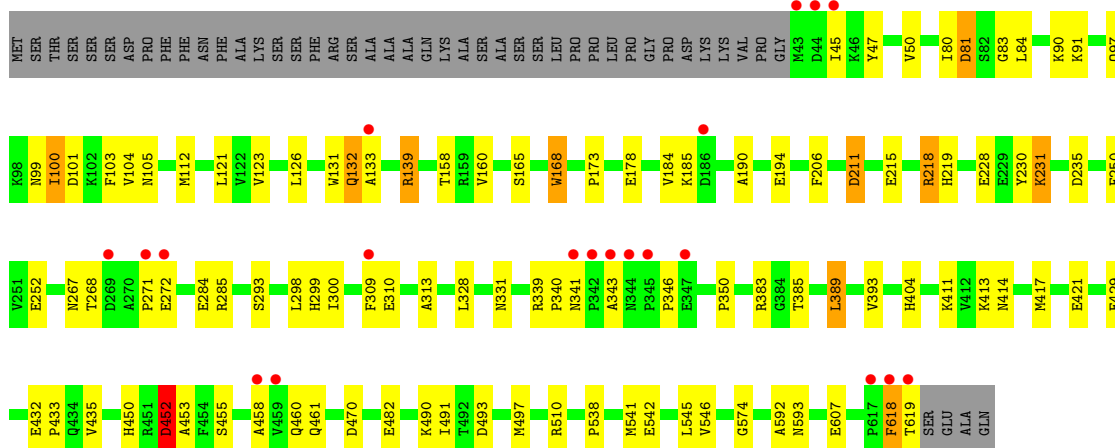 MET SER THR SER SER SER ASP PRO PHE PHE ASN PHE ALA LYS SER SER PHE ARG SER ALA ALA ALA GLN LYS ALA SER ALA SER SER LEU PRO PRO LEU PRO GLY PRO ASP LYS LYS VAL PRO GLY M43 D44 I45 K46 Y47 V50 I80 D81 S82 G83 L84 K90 K91
K98 N99 I100 D101 K102 F103 V104 N105 M112 L121 V122 V123 L126 W131 Q132 A133 R139 T158 R159 V160 S165 W168 P173 E178 V184 K185 D186 A190 E194 F206 D211 E215 R218 H219 E228 E229 Y230 K231 D235
V251 E252 N267 T268 D269 A270 P271 E272 E284 R285 S293 L298 H299 I300 F309 E310 A313 L328 N331 R339 P340 N341 P342 A343 N344 P345 P346 E347 P350 R383 G384 T385 L389 V393 H404 K411 V412 K413 N414 M417 E421
E432 P433 Q434 V435 H450 R451 D452 A453 F454 S455 A458 V459 Q460 Q461 D470 E482 K490 I491 T492 D493 M497 R510 P538 M541 E542 L545 V546 G574 A592 N593 E607 P617 F618 I619 SER GLU ALA GLN